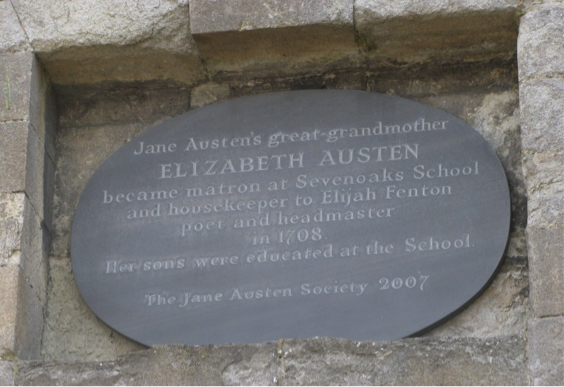 Jane Austen's great-grandmother
ELIZABETH AUSTEN
became matron at Sevenoaks School
and housekeeper to Elijah Fenton
poet and headmaster
in 1708.
Her sons were educated at the School.
The Jane Austen Society 2007